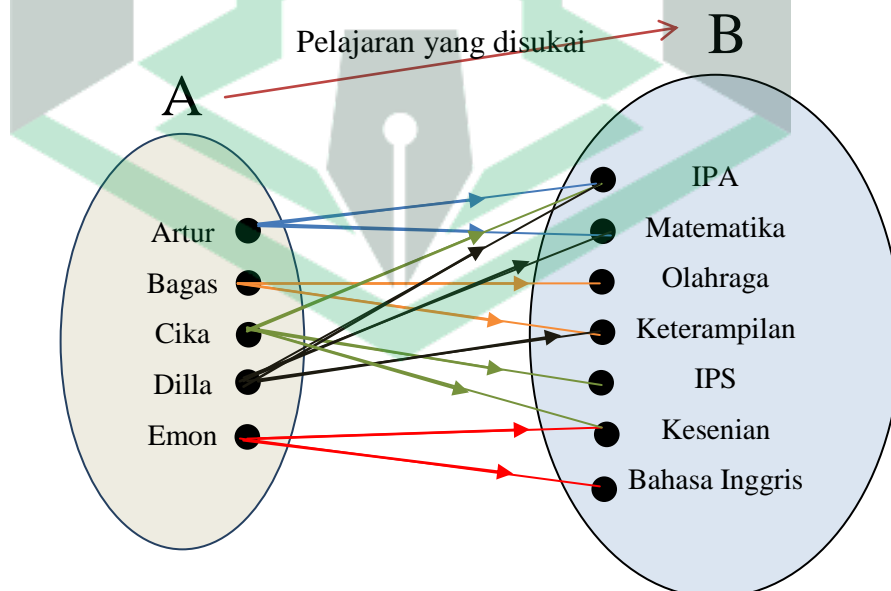 Pelajaran yang disukai
A
B
Artur
Bagas
Cika
Dilla
Emon
IPA
Matematika
Olahraga
Keterampilan
IPS
Kesenian
Bahasa Inggris